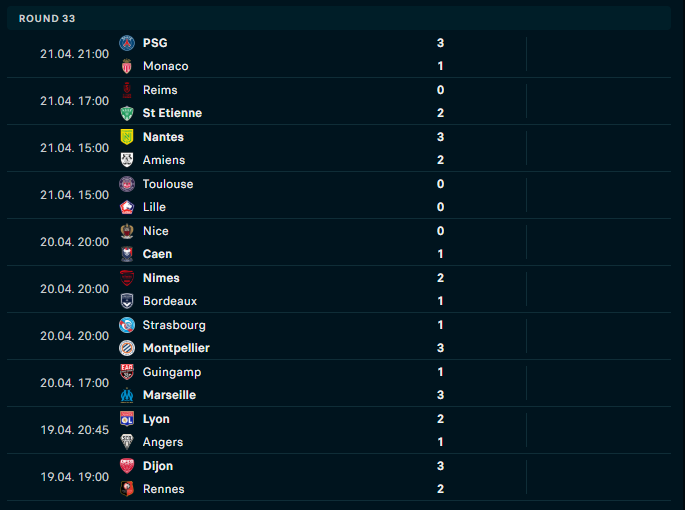 ROUND 33
21.04. 21:00 PSG 3
Monaco 1
21.04. 17:00 Reims 0
St Etienne 2
21.04. 15:00 Nantes 3
Amiens 2
21.04. 15:00 Toulouse 0
Lille 0
20.04. 20:00 Nice 0
Caen 1
20.04. 20:00 Nimes 2
Bordeaux 1
20.04. 20:00 Strasbourg 1
Montpellier 3
20.04. 17:00 Guingamp 1
Marseille 3
19.04. 20:45 Lyon 2
Angers 1
19.04. 19:00 Dijon 3
Rennes 2